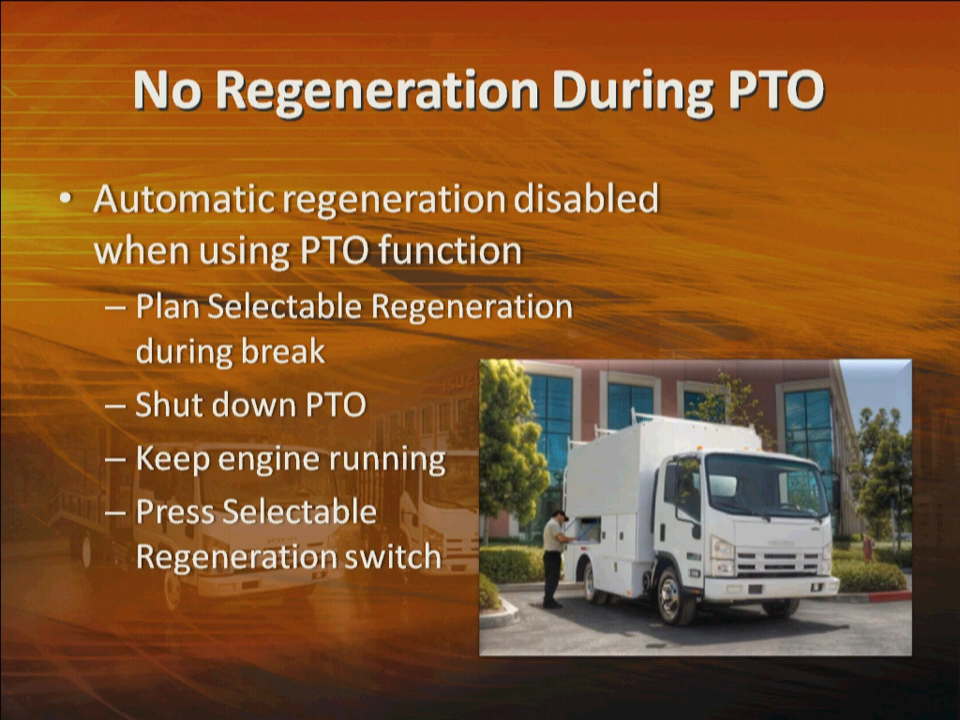 No Regeneration During PTO
• Automatic regeneration disabled
when using PTO function
– Plan Selectable Regeneration
during break
– Shut down PTO
– Keep engine running
– Press Selectable
Regeneration switch